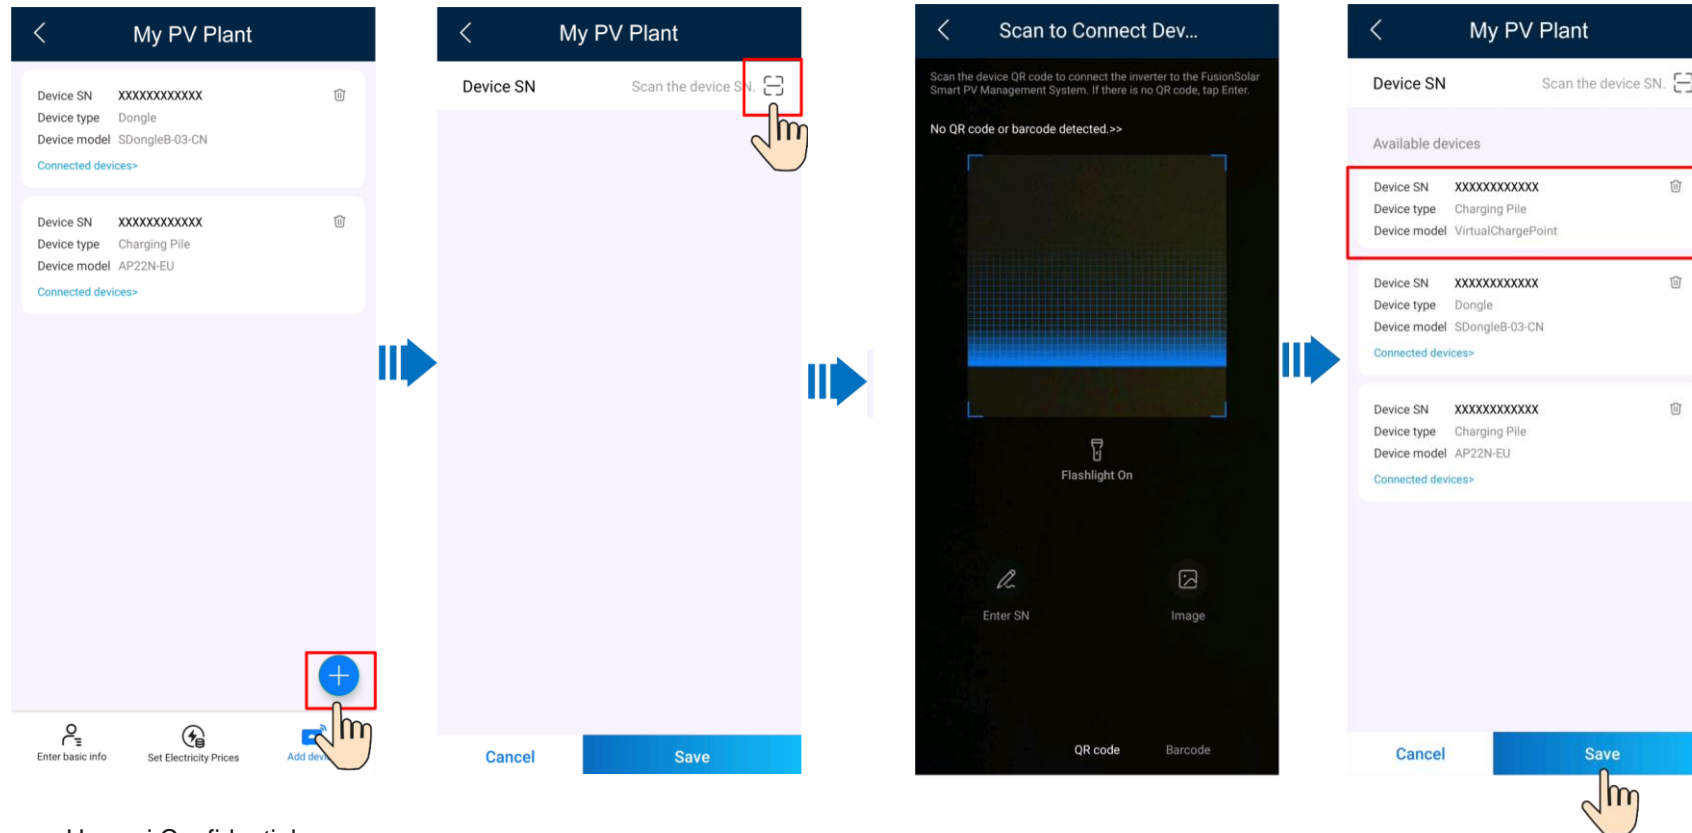 My PV Plant
Device SN XXXXXXXXXXXX
Device type Dongle
Device model SDongleB-03-CN
Connected devices>
Device SN XXXXXXXXXXXX
Device type Charging Pile
Device model AP22N-EU
Connected devices>
Enter basic info
Set Electricity Prices
Add
My PV Plant
Device SN
Scan the device SN.
Cancel
Save
Scan to Connect Dev...
Scan the device QR code to connect the inverter to the FusionSolar
Smart PV Management System. If there is no QR code, tap Enter.
No QR code or barcode detected.>>
Flashlight On
Enter SN
Image
QR code
Barcode
My PV Plant
Device SN
Scan the device SN.
Available devices
Device SN XXXXXXXXXXXX
Device type Charging Pile
Device model VirtualChargePoint
Device SN XXXXXXXXXXXX
Device type Dongle
Device model SDongleB-03-CN
Connected devices>
Device SN XXXXXXXXXXXX
Device type Charging Pile
Device model AP22N-EU
Connected devices>
Cancel
Save